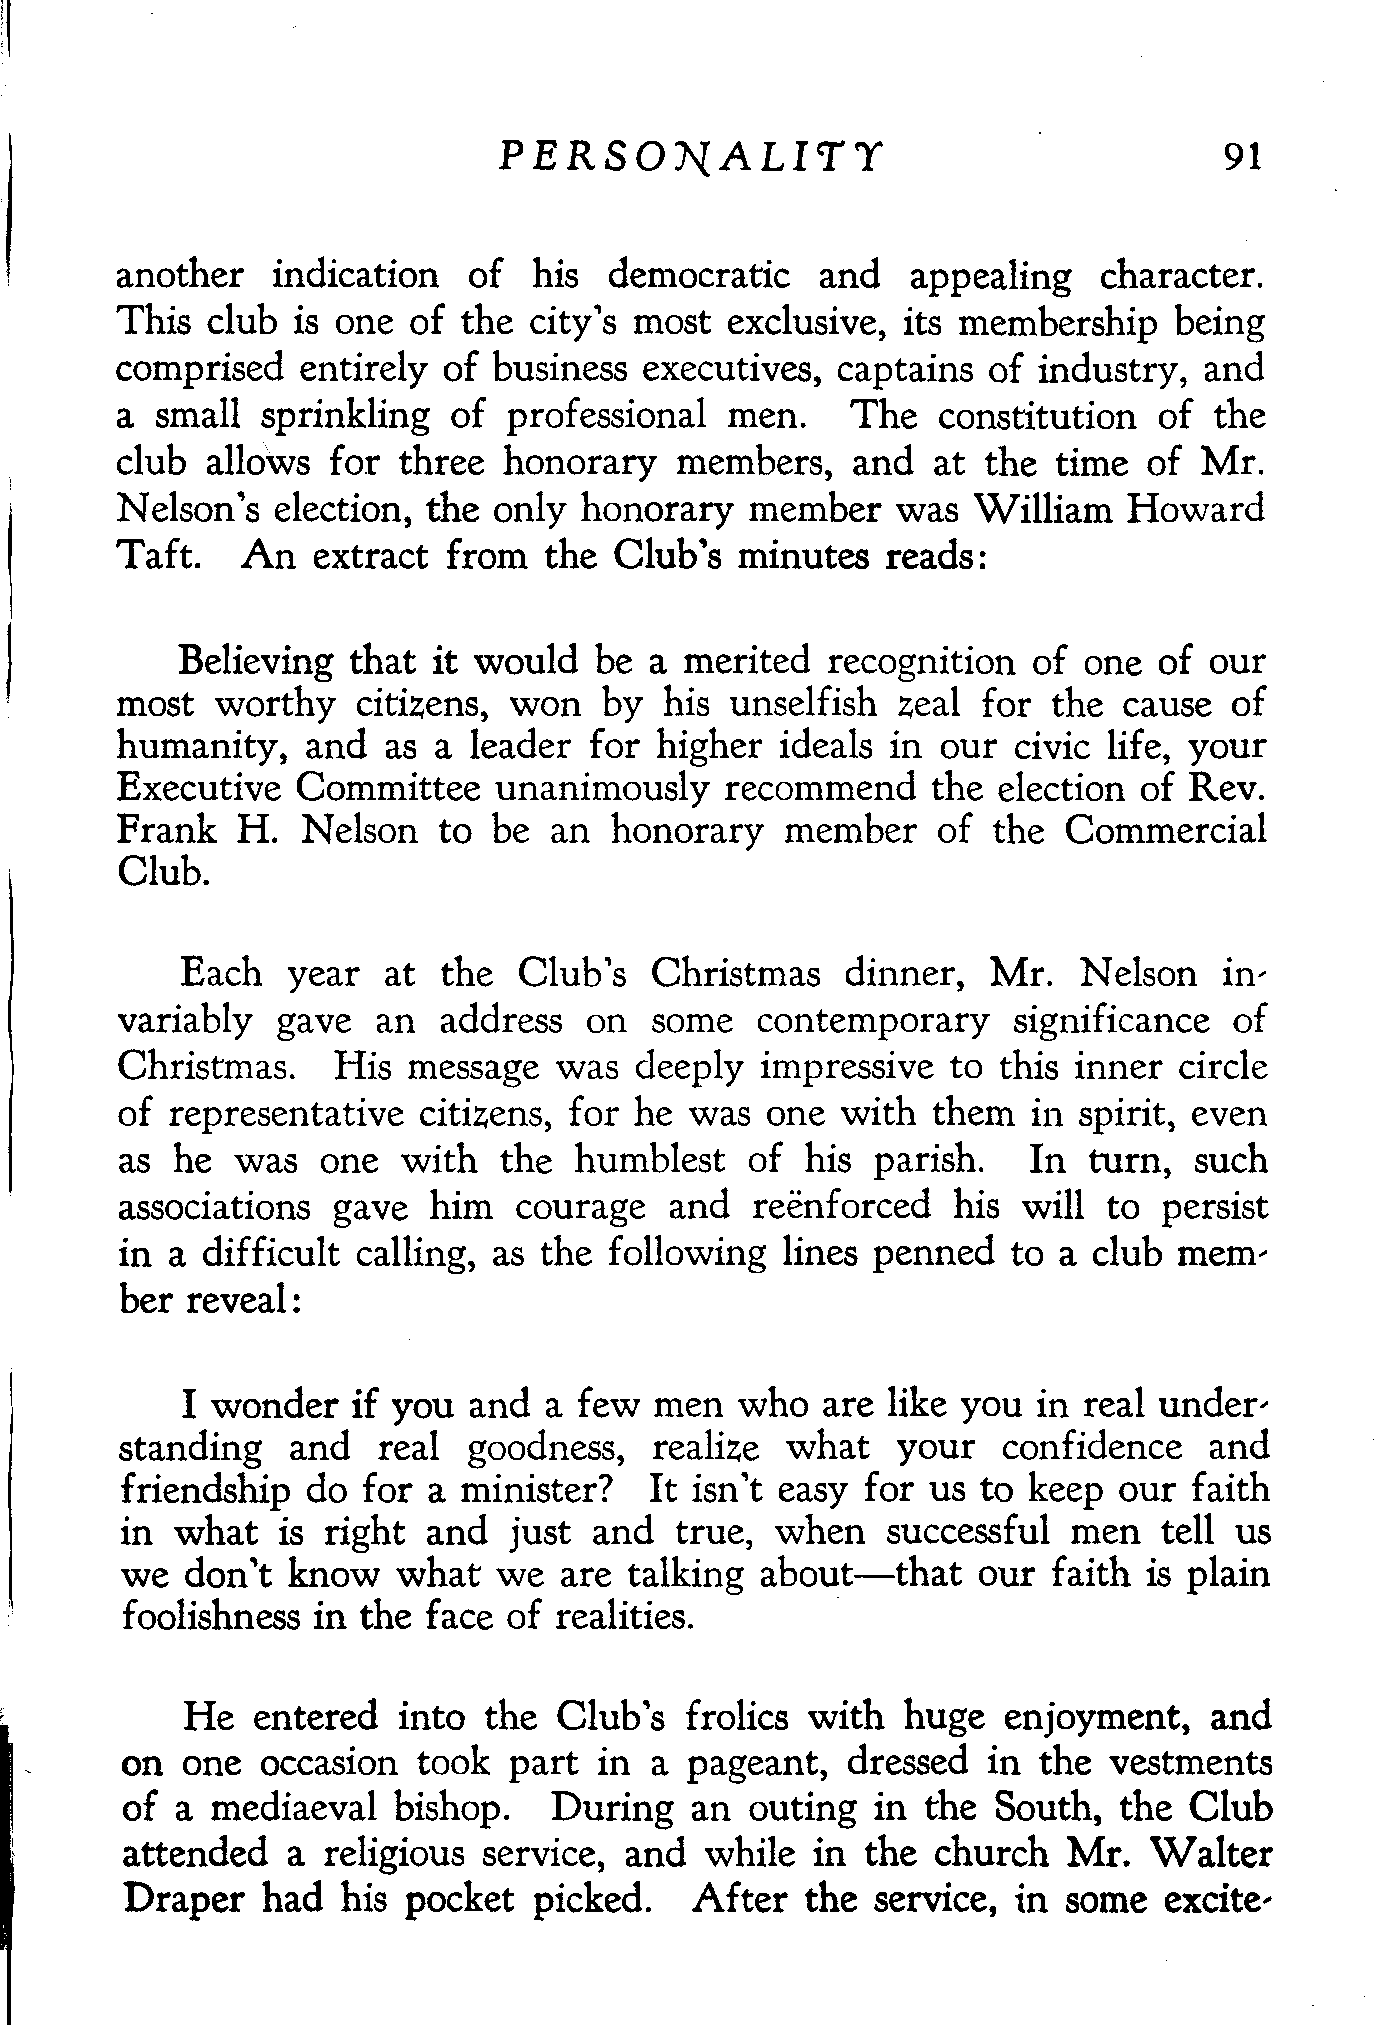 PERSONALITY 91
another indication of his democratic and appealing character.
This club is one of the city's most exclusive, its membership being
comprised entirely of business executives, captains of industry, and
a small sprinkling of professional men. The constitution of the
club allows for three honorary members, and at the time of Mr.
Nelson's election, the only honorary member was William Howard
Taft. An extract from the Club's minutes reads:
Believing that it would be a merited recognition of one of our
most worthy citizens, won by his unselfish zeal for the cause of
humanity, and as a leader for higher ideals in our civic life, your
Executive Committee unanimously recommend the election of Rev.
Frank H. Nelson to be an honorary member of the Commercial
Club.
Each year at the Club's Christmas dinner, Mr. Nelson in-
variably gave an address on some contemporary significance of
Christmas. His message was deeply impressive to this inner circle
of representative citizens, for he was one with them in spirit, even
as he was one with the humblest of his parish. In turn, such
associations gave him courage and reënforced his will to persist
in a difficult calling, as the following lines penned to a club mem-
ber reveal:
I wonder if you and a few men who are like you in real under-
standing and real goodness, realize what your confidence and
friendship do for a minister? It isn't easy for us to keep our faith
in what is right and just and true, when successful men tell us
we don't know what we are talking about—that our faith is plain
foolishness in the face of realities.
He entered into the Club's frolics with huge enjoyment, and
on one occasion took part in a pageant, dressed in the vestments
of a mediaeval bishop. During an outing in the South, the Club
attended a religious service, and while in the church Mr. Walter
Draper had his pocket picked. After the service, in some excite-